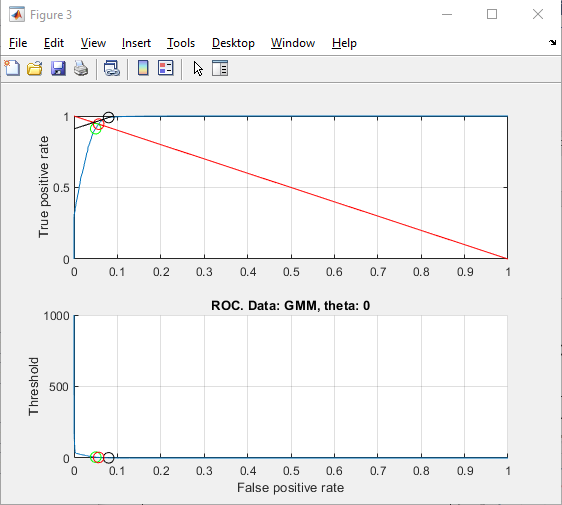 Figure 3
File Edit View Insert Tools Desktop Window Help
True positive rate
1
0.5
0
0 0.1 0.2 0.3 0.4 0.5 0.6 0.7 0.8 0.9 1
ROC. Data: GMM, theta: 0
Threshold
1000
500
0
0 0.1 0.2 0.3 0.4 0.5 0.6 0.7 0.8 0.9 1
False positive rate